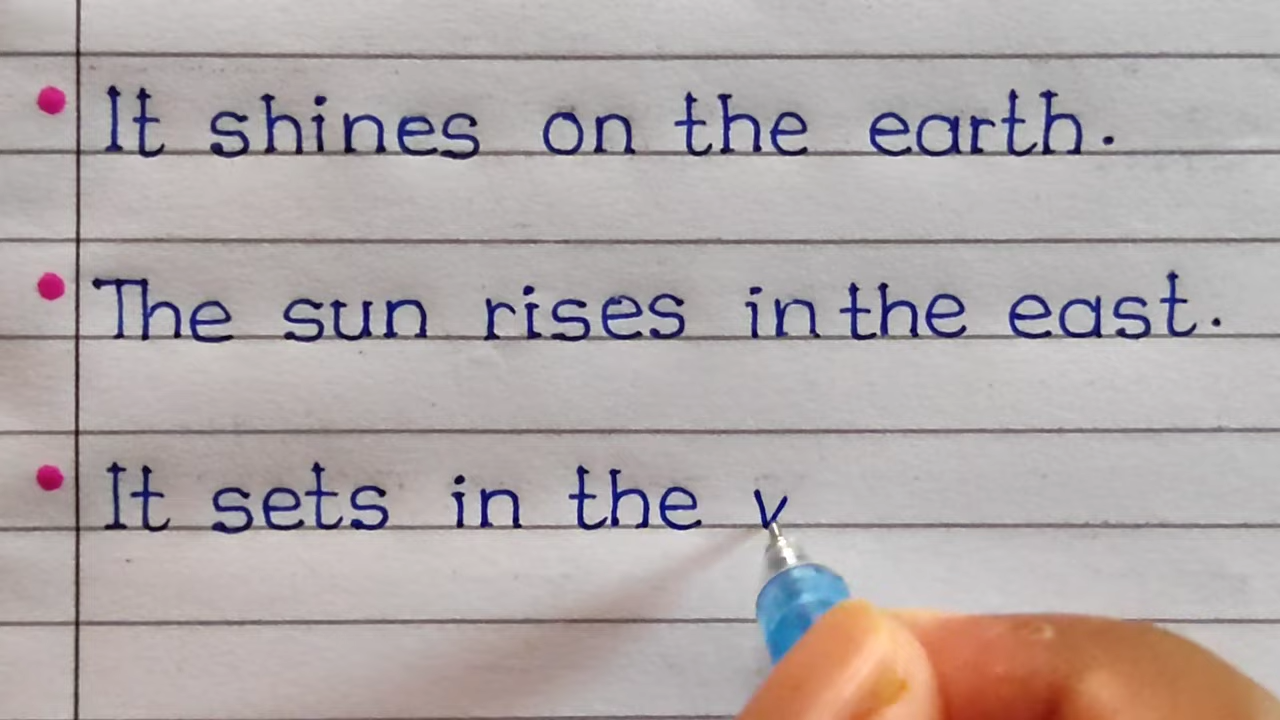 It shines on the earth.
The sun rises in the east.
It sets in the v